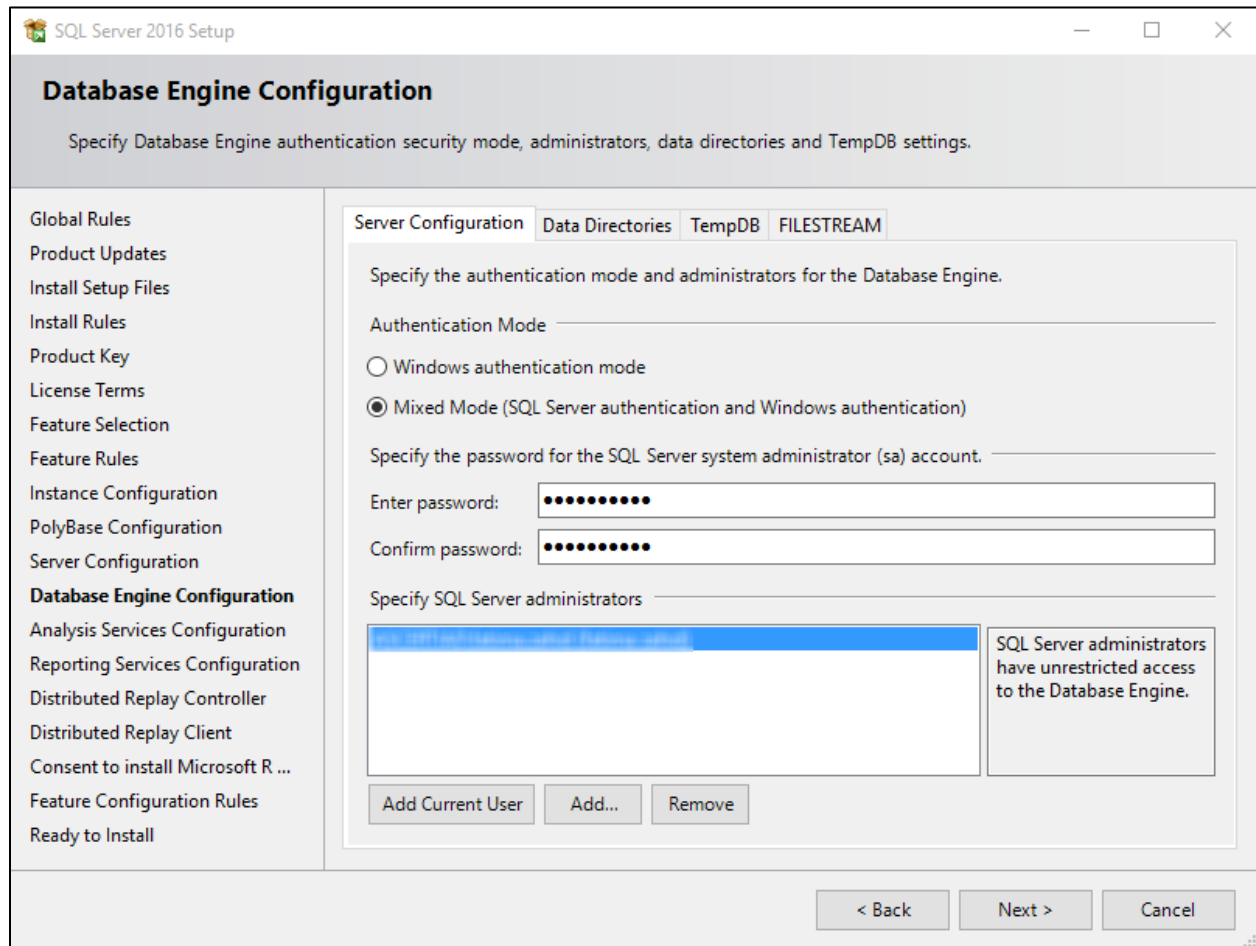 SQL Server 2016 Setup
Database Engine Configuration
Specify Database Engine authentication security mode, administrators, data directories and TempDB settings.
Global Rules
Product Updates
Install Setup Files
Install Rules
Product Key
License Terms
Feature Selection
Feature Rules
Instance Configuration
PolyBase Configuration
Server Configuration
Database Engine Configuration
Analysis Services Configuration
Reporting Services Configuration
Distributed Replay Controller
Distributed Replay Client
Consent to install Microsoft R ...
Feature Configuration Rules
Ready to Install
Server Configuration Data Directories TempDB FILESTREAM
Specify the authentication mode and administrators for the Database Engine.
Authentication Mode
Windows authentication mode
Mixed Mode (SQL Server authentication and Windows authentication)
Specify the password for the SQL Server system administrator (sa) account.
Enter password: ●●●●●●●●●●
Confirm password: ●●●●●●●●●●
Specify SQL Server administrators
SQL Server administrators
have unrestricted access
to the Database Engine.
Add Current User Add... Remove
< Back Next > Cancel